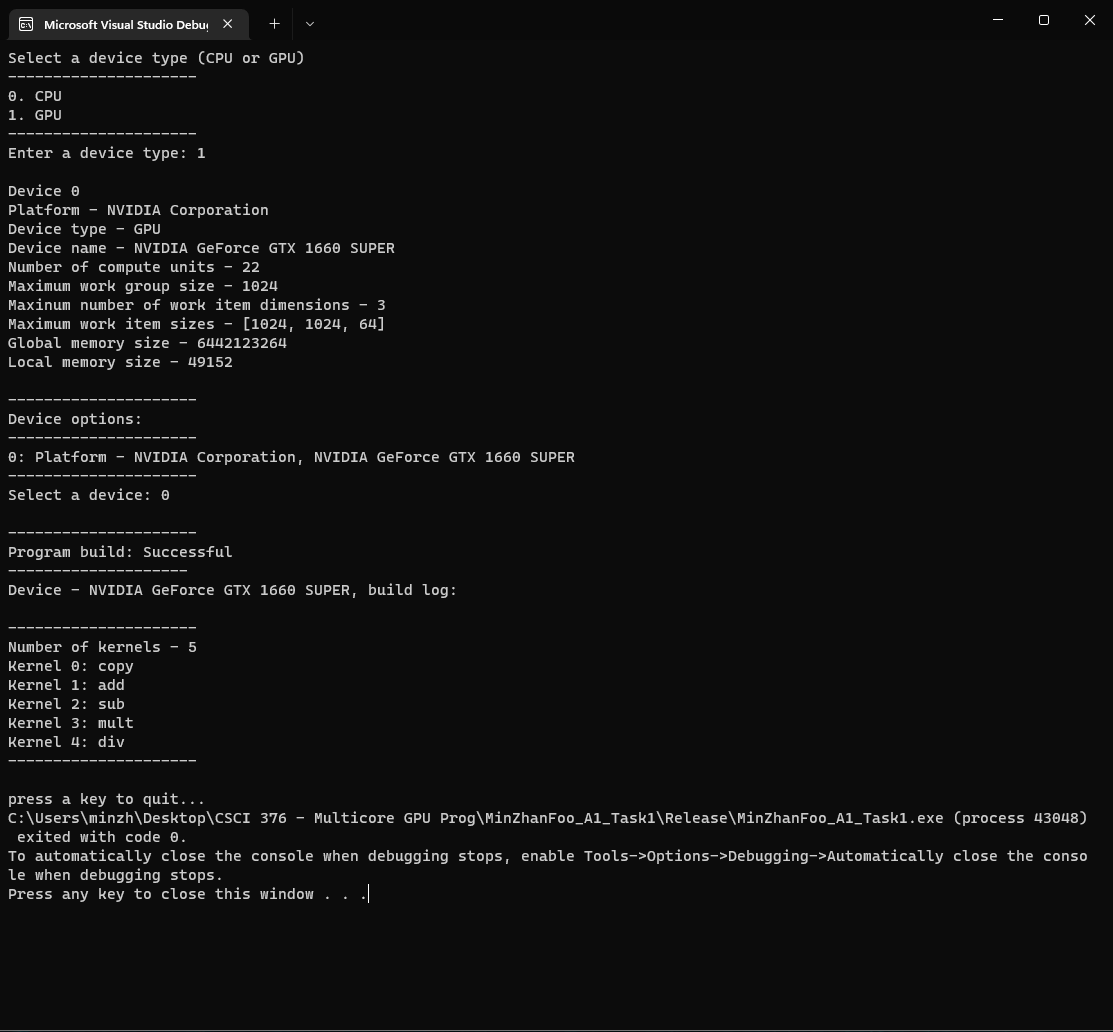 Microsoft Visual Studio Debu
Select a device type (CPU or GPU)
---------------------
0. CPU
1. GPU
---------------------
Enter a device type: 1
Device 0
Platform - NVIDIA Corporation
Device type - GPU
Device name - NVIDIA GeForce GTX 1660 SUPER
Number of compute units - 22
Maximum work group size - 1024
Maxinum number of work item dimensions - 3
Maximum work item sizes - [1024, 1024, 64]
Global memory size - 6442123264
Local memory size - 49152
---------------------
Device options:
---------------------
0: Platform - NVIDIA Corporation, NVIDIA GeForce GTX 1660 SUPER
---------------------
Select a device: 0
---------------------
Program build: Successful
--------------------
Device - NVIDIA GeForce GTX 1660 SUPER, build log:
---------------------
Number of kernels - 5
Kernel 0: copy
Kernel 1: add
Kernel 2: sub
Kernel 3: mult
Kernel 4: div
---------------------
press a key to quit...
C:\Users\minzh\Desktop\CSCI 376 - Multicore GPU Prog\MinZhanFoo_A1_Task1\Release\MinZhanFoo_A1_Task1.exe (process 43048)
 exited with code 0.
To automatically close the console when debugging stops, enable Tools->Options->Debugging->Automatically close the conso
le when debugging stops.
Press any key to close this window . . .